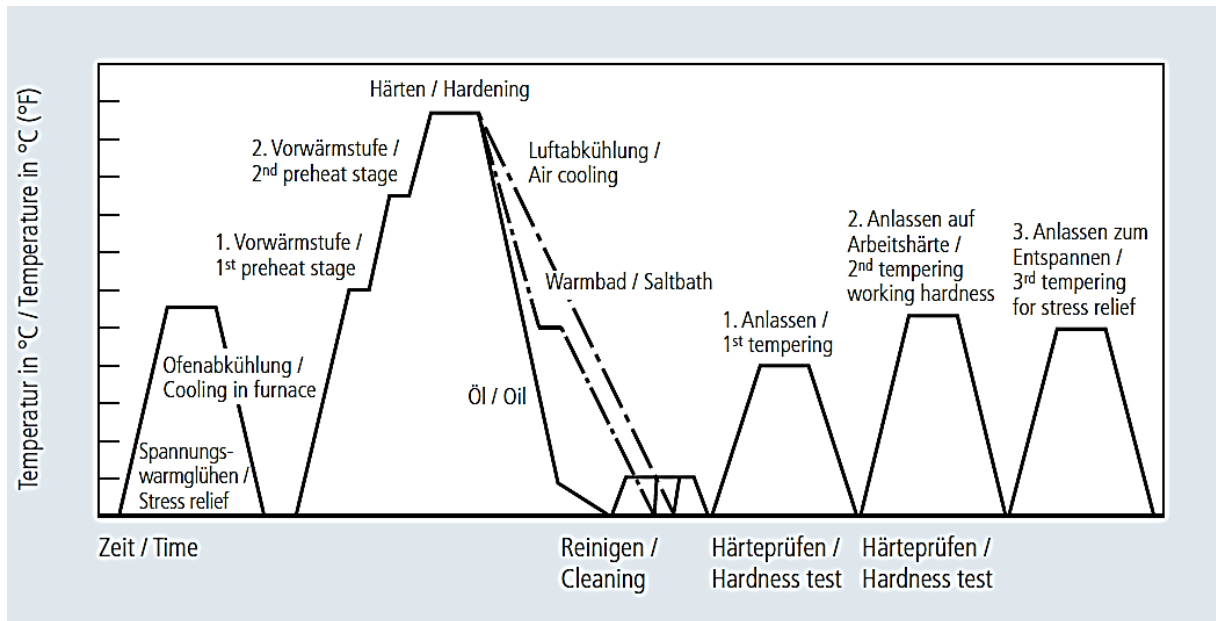 Temperatur in °C / Temperature in °C (°F)
Härten / Hardening
2. Vorwärmstufe /
2nd preheat stage
Luftabkühlung /
Air cooling
1. Vorwärmstufe /
1st preheat stage
2. Anlassen auf
Arbeitshärte /
2nd tempering
working hardness
3. Anlassen zum
Entspannen /
3rd tempering
for stress relief
Warmbad / Saltbath
1. Anlassen /
1st tempering
Ofenabkühlung /
Cooling in furnace
Öl / Oil
Spannungs-
warmglühen /
Stress relief
Zeit / Time
Reinigen /
Cleaning
Härteprüfen /
Hardness test
Härteprüfen /
Hardness test